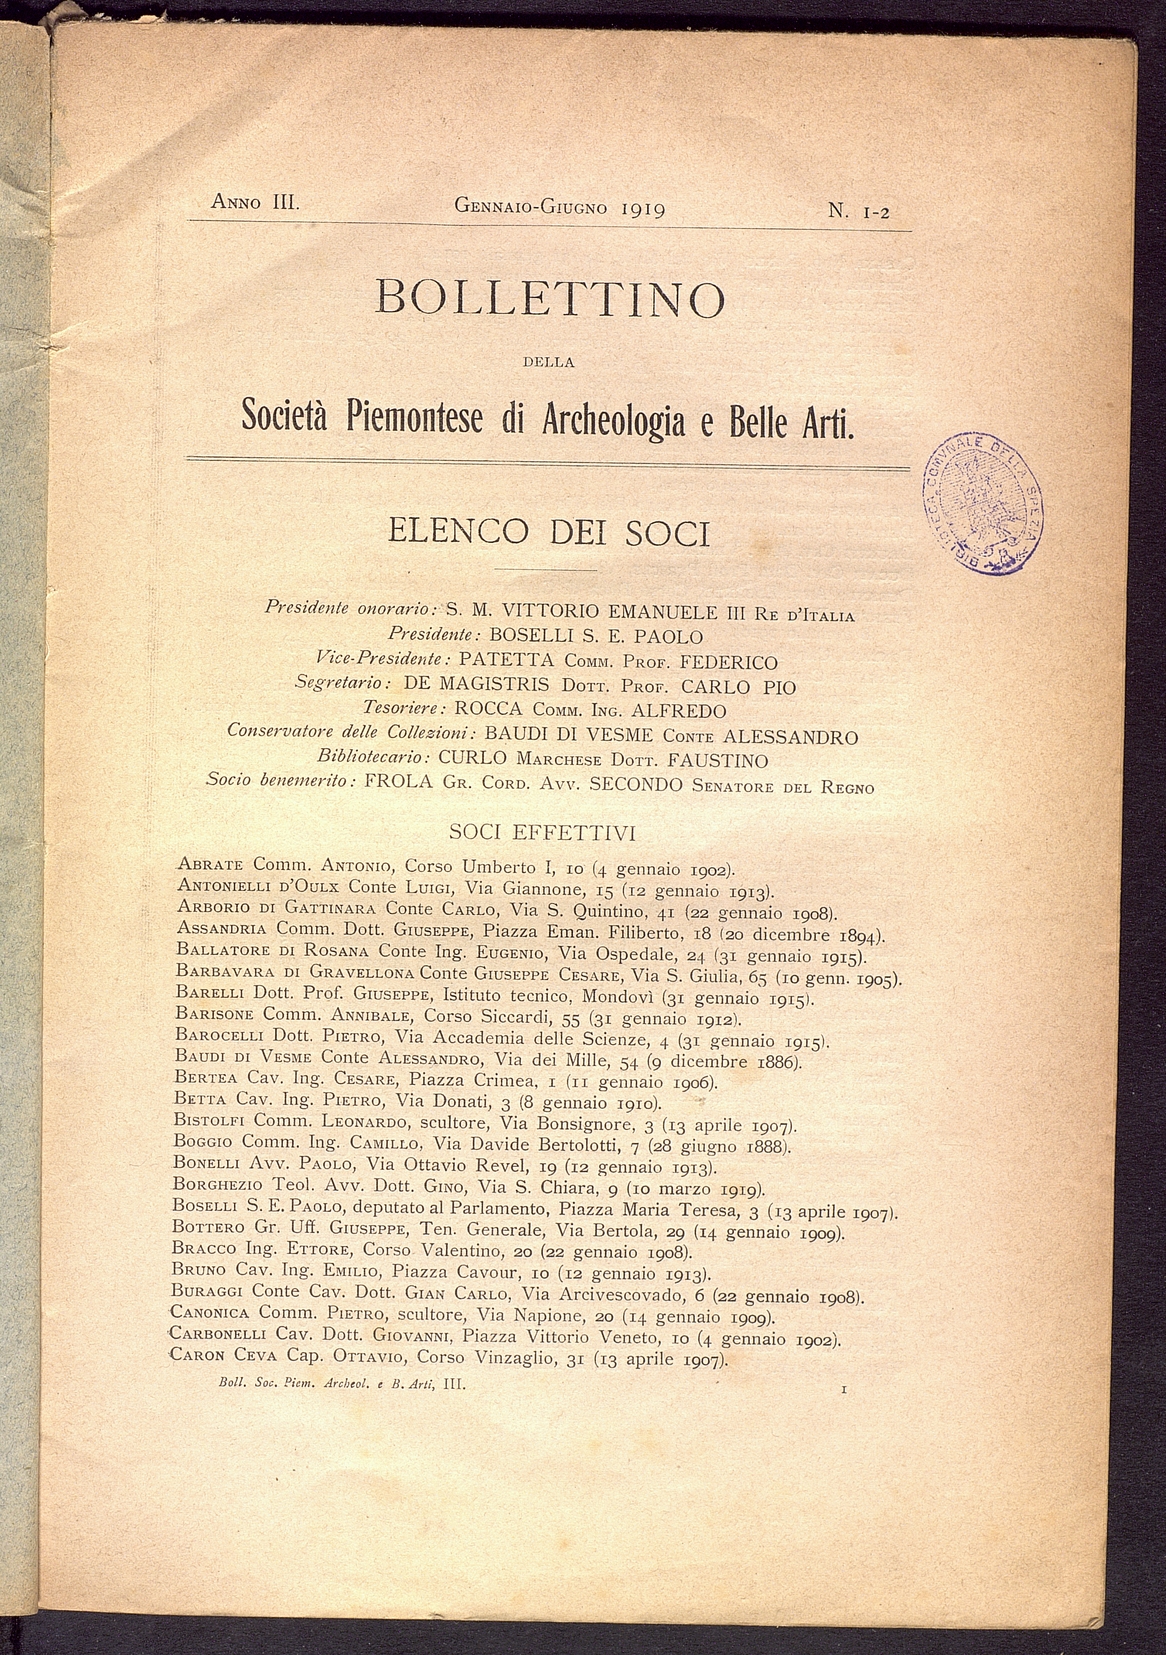 Anno III.
Gennaio-Giugno 1919
N. 1-2
BOLLETTINO
DELLA
Società Piemontese di Archeologia e Belle Arti.
BIBLIOTECA COMVNALE DELLA SPEZIA
ELENCO DEI SOCI
Presidente onorario: S. M. VITTORIO EMANUELE III Re d'Italia
Presidente: BOSELLI S. E. PAOLO
Vice-Presidente: PATETTA Comm. Prof. FEDERICO
Segretario: DE MAGISTRIS Dott. Prof. CARLO PIO
Tesoriere: ROCCA Comm. Ing. ALFREDO
Conservatore delle Collezioni: BAUDI DI VESME Conte ALESSANDRO
Bibliotecario: CURLO Marchese Dott. FAUSTINO
Socio benemerito: FROLA Gr. Cord. Avv. SECONDO Senatore del Regno
SOCI EFFETTIVI
Abrate Comm. Antonio, Corso Umberto I, 10 (4 gennaio 1902).
Antonielli d'Oulx Conte Luigi, Via Giannone, 15 (12 gennaio 1913).
Arborio di Gattinara Conte Carlo, Via S. Quintino, 41 (22 gennaio 1908).
Assandria Comm. Dott. Giuseppe, Piazza Eman. Filiberto, 18 (20 dicembre 1894).
Ballatore di Rosana Conte Ing. Eugenio, Via Ospedale, 24 (31 gennaio 1915).
Barbavara di Gravellona Conte Giuseppe Cesare, Via S. Giulia, 65 (10 genn. 1905).
Barelli Dott. Prof. Giuseppe, Istituto tecnico, Mondovì (31 gennaio 1915).
Barisone Comm. Annibale, Corso Siccardi, 55 (31 gennaio 1912).
Barocelli Dott. Pietro, Via Accademia delle Scienze, 4 (31 gennaio 1915).
Baudi di Vesme Conte Alessandro, Via dei Mille, 54 (9 dicembre 1886).
Bertea Cav. Ing. Cesare, Piazza Crimea, 1 (11 gennaio 1906).
Betta Cav. Ing. Pietro, Via Donati, 3 (8 gennaio 1910).
Bistolfi Comm. Leonardo, scultore, Via Bonsignore, 3 (13 aprile 1907).
Boggio Comm. Ing. Camillo, Via Davide Bertolotti, 7 (28 giugno 1888).
Bonelli Avv. Paolo, Via Ottavio Revel, 19 (12 gennaio 1913).
Borghezio Teol. Avv. Dott. Gino, Via S. Chiara, 9 (10 marzo 1919).
Boselli S. E. Paolo, deputato al Parlamento, Piazza Maria Teresa, 3 (13 aprile 1907).
Bottero Gr. Uff. Giuseppe, Ten. Generale, Via Bertola, 29 (14 gennaio 1909).
Bracco Ing. Ettore, Corso Valentino, 20 (22 gennaio 1908).
Bruno Cav. Ing. Emilio, Piazza Cavour, 10 (12 gennaio 1913).
Buraggi Conte Cav. Dott. Gian Carlo, Via Arcivescovado, 6 (22 gennaio 1908).
Canonica Comm. Pietro, scultore, Via Napione, 20 (14 gennaio 1909).
Carbonelli Cav. Dott. Giovanni, Piazza Vittorio Veneto, 10 (4 gennaio 1902).
Caron Ceva Cap. Ottavio, Corso Vinzaglio, 31 (13 aprile 1907).
Boll. Soc. Piem. Archeol. e B. Arti, III.
1